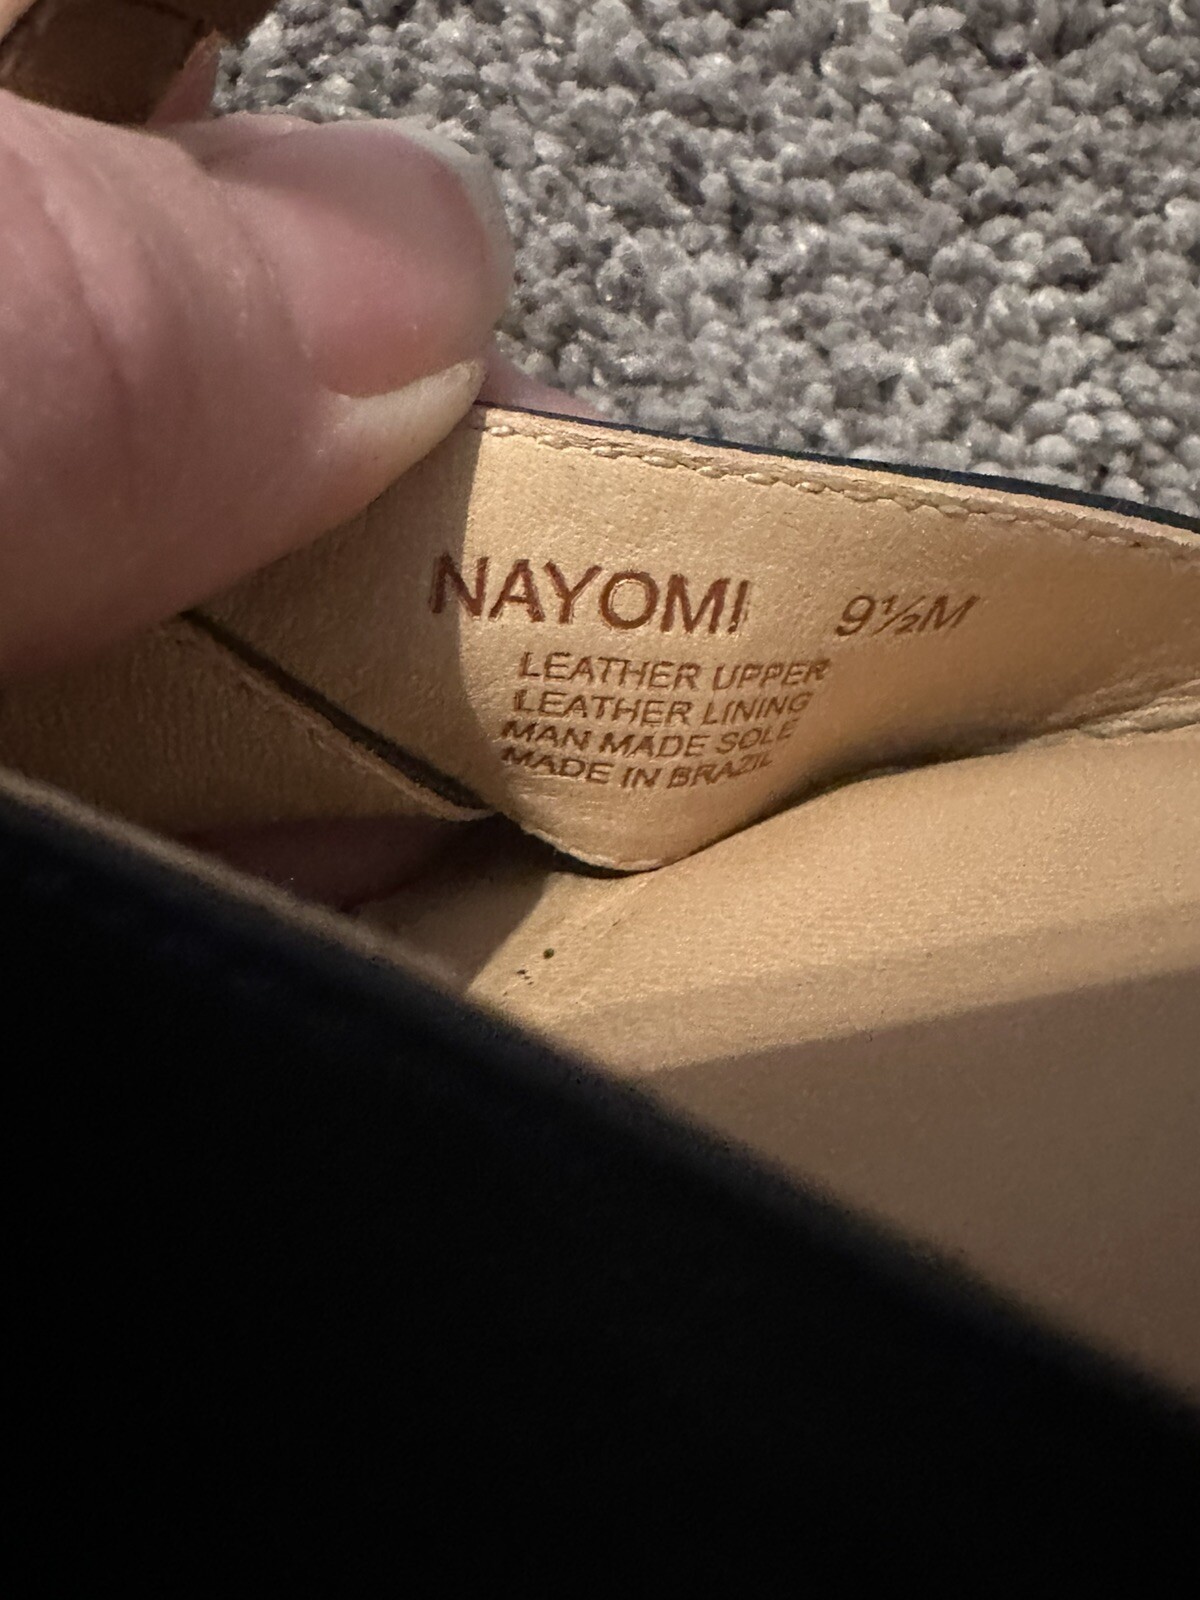 NAYOMI 9½M
LEATHER UPPER
LEATHER LINING
MAN MADE SOLE
MADE IN BRAZIL